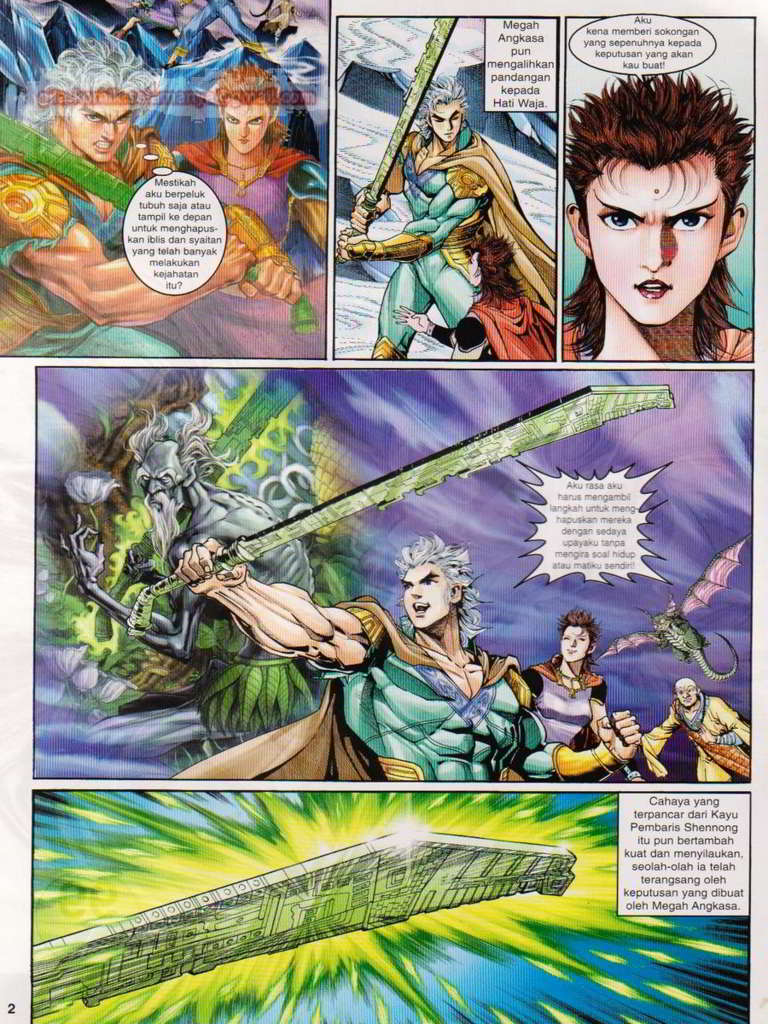 Mestikah
aku berpeluk
tubuh saja atau
tampil ke depan
untuk menghapus-
kan iblis dan syaitan
yang telah banyak
melakukan
kejahatan
itu?
Megah
Angkasa
pun
mengalihkan
pandangan
kepada
Hati Waja.
Aku
kena memberi sokongan
yang sepenuhnya kepada
keputusan yang akan
kau buat!
Aku rasa aku
harus mengambil
langkah untuk meng-
hapuskan mereka
dengan sedaya
upayaku tanpa
mengira soal hidup
atau matiku sendiri!
Cahaya yang
terpancar dari Kayu
Pembaris Shennong
itu pun bertambah
kuat dan menyilaukan,
seolah-olah ia telah
terangsang oleh
keputusan yang dibuat
oleh Megah Angkasa.
2